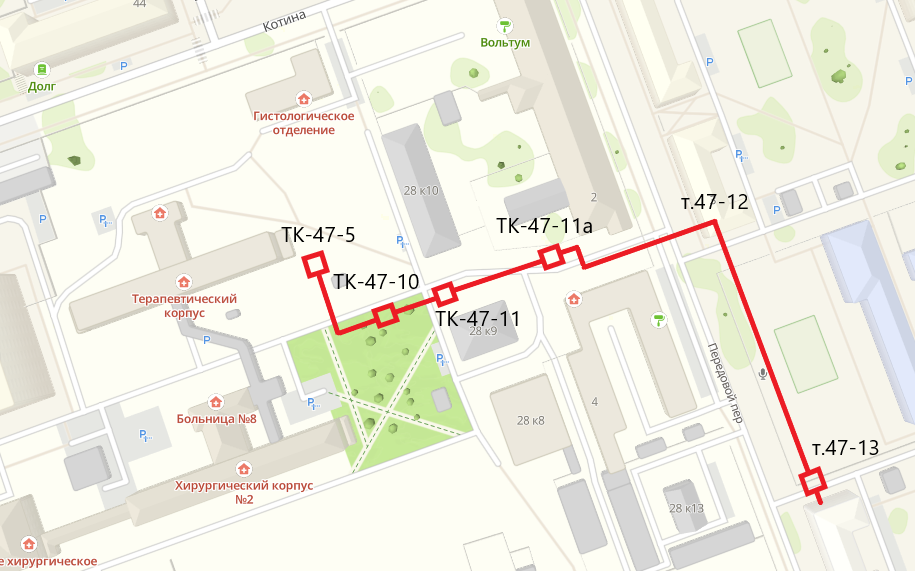 44
Котина
P
Вольтум
Долг
P
P
Гистологическое
отделение
28 к10
P
2
т.47-12
P
P
P
ТК-47-11а
ТК-47-5
P
ТК-47-10
Терапевтический
корпус
ТК-47-11
28 к9
P
P
Передовой пер
P
4
Больница №8
28 к8
P
т.47-13
Хирургический корпус
№2
28 к13
е хирургическое